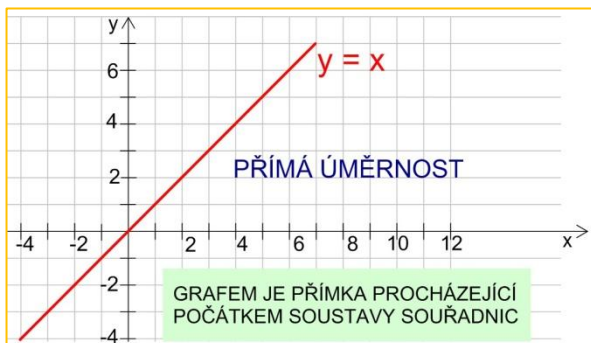 y
y = x
6
4
PŘÍMÁ ÚMĚRNOST
2
-4 -2 2 4 6 8 10 12 x
-2
GRAFEM JE PŘÍMKA PROCHÁZEJÍCÍ
POČÁTKEM SOUSTAVY SOUŘADNIC
-4